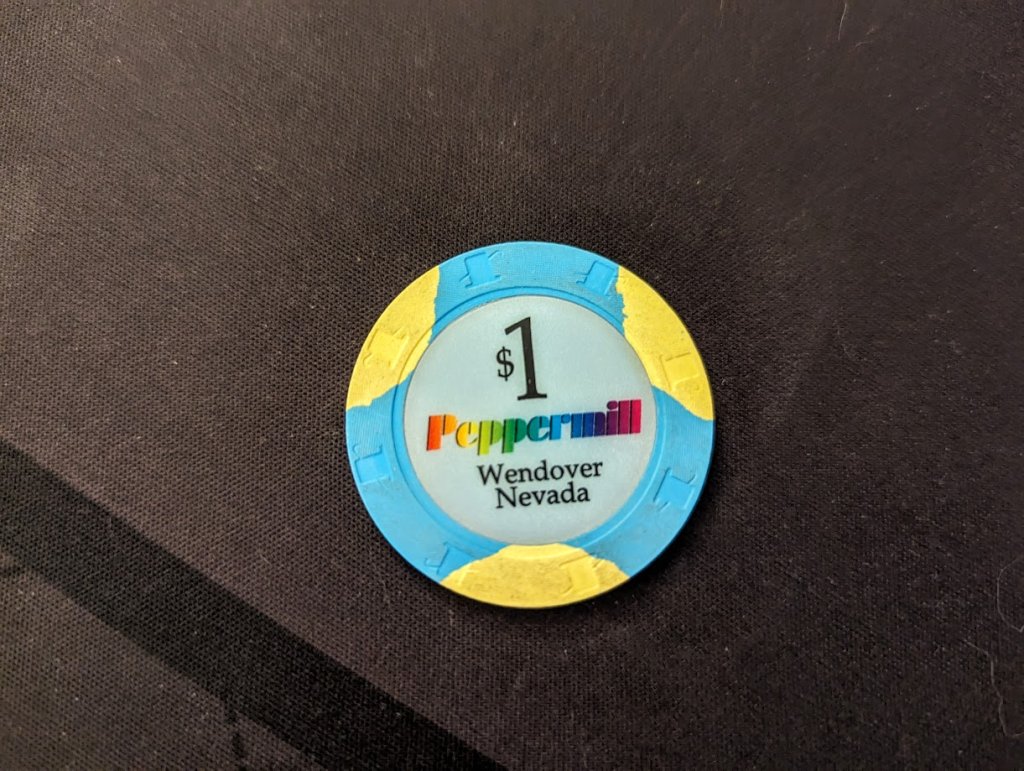 $1
Peppermill
Wendover
Nevada